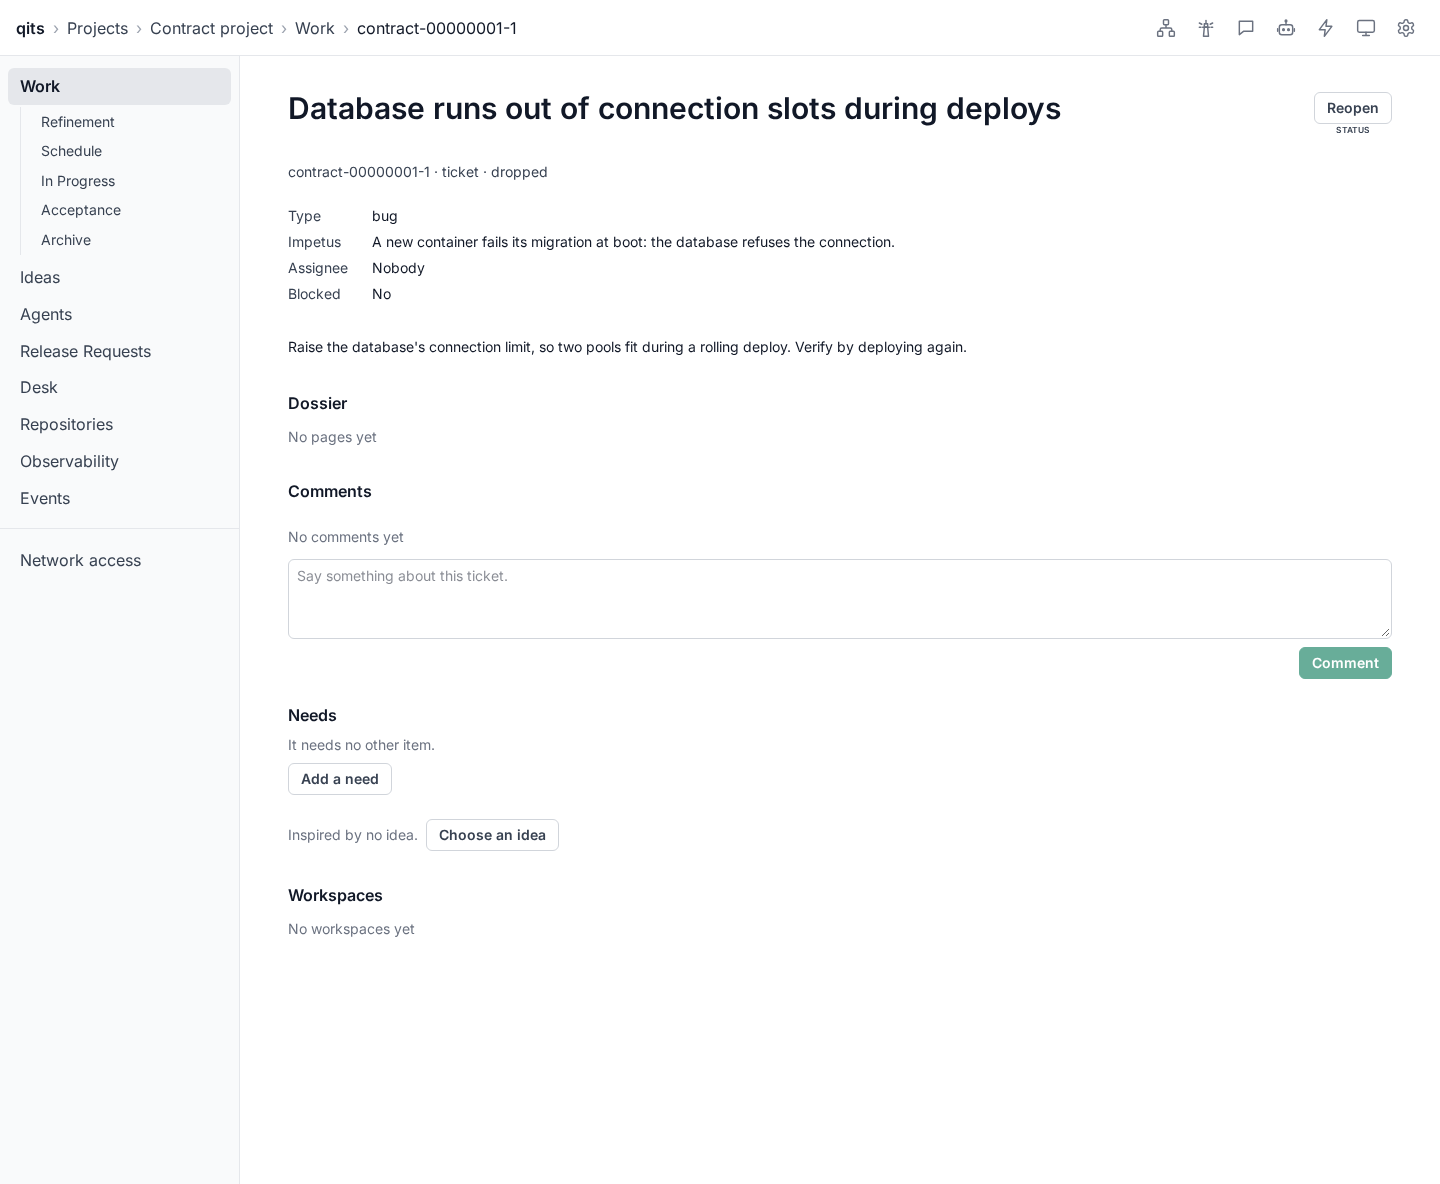 qits › Projects › Contract project › Work › contract-00000001-1
Work
Refinement
Schedule
In Progress
Acceptance
Archive
Ideas
Agents
Release Requests
Desk
Repositories
Observability
Events
Network access
Database runs out of connection slots during deploys
Reopen
STATUS
contract-00000001-1 · ticket · dropped
Type bug
Impetus A new container fails its migration at boot: the database refuses the connection.
Assignee Nobody
Blocked No
Raise the database's connection limit, so two pools fit during a rolling deploy. Verify by deploying again.
Dossier
No pages yet
Comments
No comments yet
Say something about this ticket.
Comment
Needs
It needs no other item.
Add a need
Inspired by no idea. Choose an idea
Workspaces
No workspaces yet